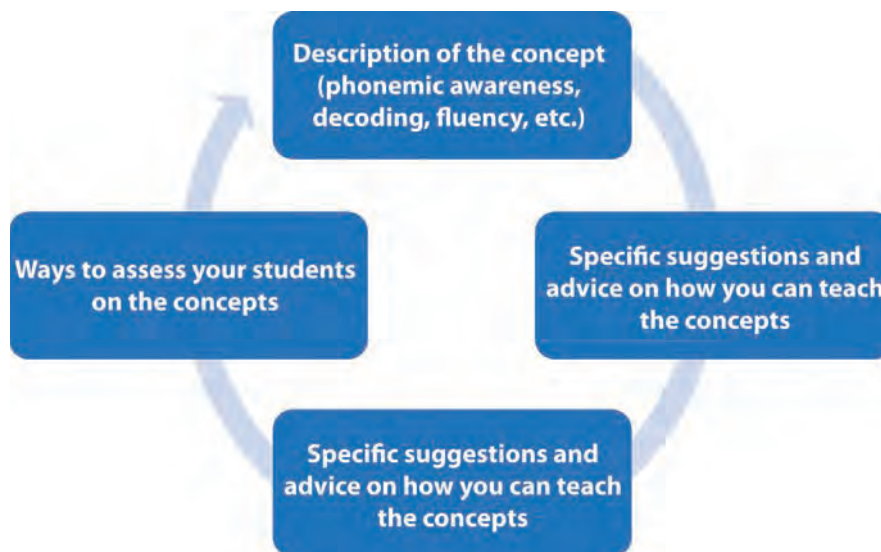 Description of the concept
(phonemic awareness,
decoding, fluency, etc.)
Specific suggestions and
advice on how you can teach
the concepts
Specific suggestions and
advice on how you can teach
the concepts
Ways to assess your students
on the concepts